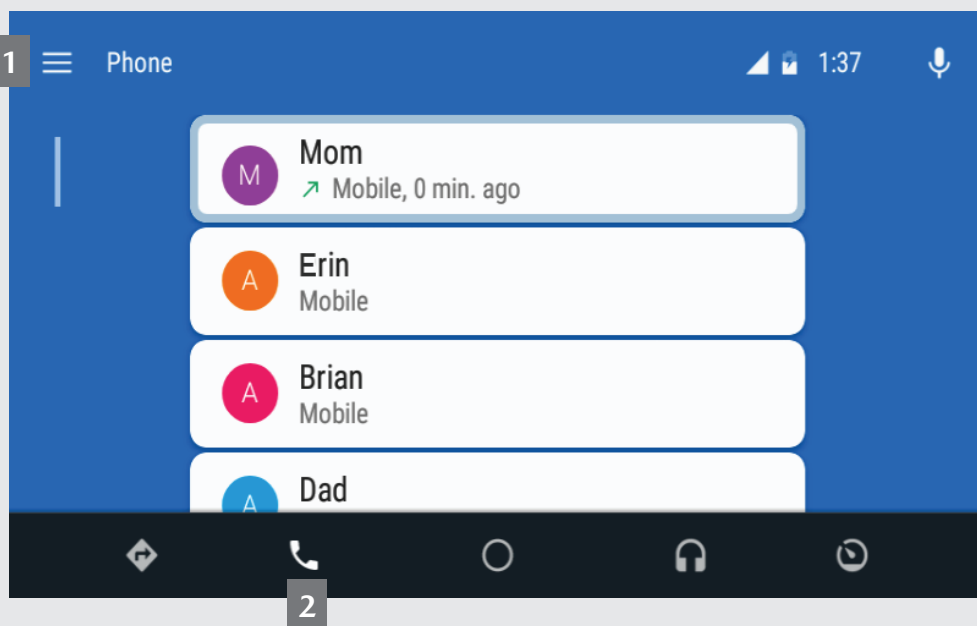 1 Phone 1:37
M Mom
Mobile, 0 min. ago
A Erin
Mobile
A Brian
Mobile
A Dad
2